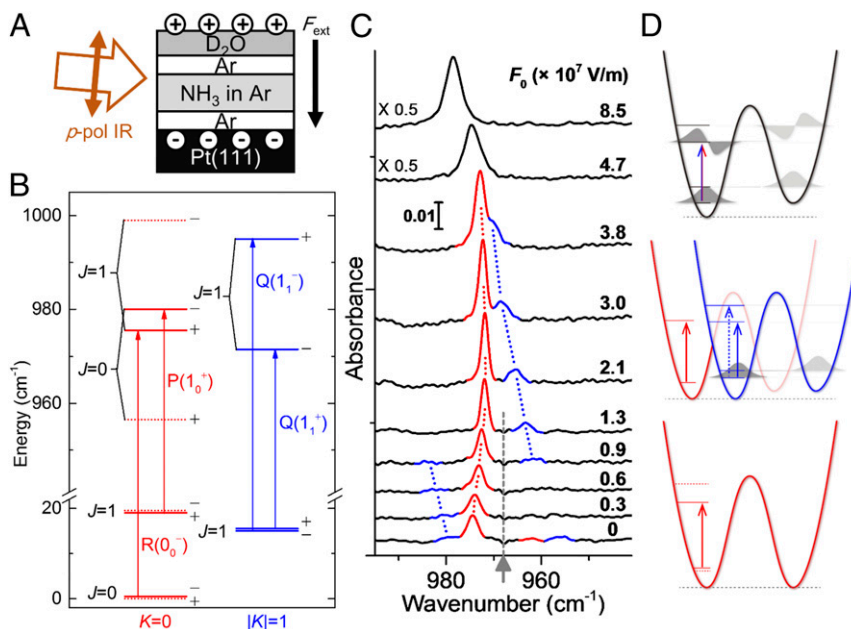 A
p-pol IR
D₂O
Ar
NH₃ in Ar
Ar
Pt(111)
+ + + +
− − − −
F_ext
B
Energy (cm⁻¹)
1000
980
960
20
0
J=1
J=0
J=1
J=0
−
−
+
+
−
+
−
+
P(1₀⁺)
R(0₀⁻)
K=0
J=1
J=1
+
−
+
−
Q(1₁⁻)
Q(1₁⁺)
|K|=1
C
Absorbance
F₀ (× 10⁷ V/m)
X 0.5
8.5
X 0.5
4.7
0.01
3.8
3.0
2.1
1.3
0.9
0.6
0.3
0
980
960
Wavenumber (cm⁻¹)
D